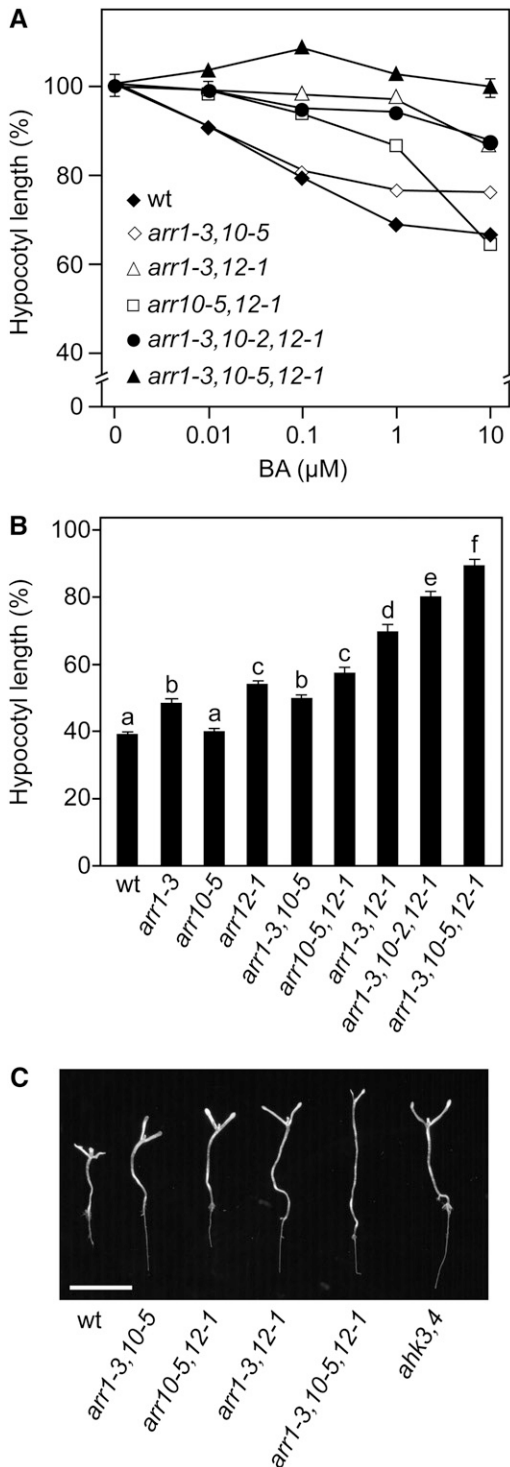 A
Hypocotyl length (%)
100
80
60
40
0
wt
arr1-3,10-5
arr1-3,12-1
arr10-5,12-1
arr1-3,10-2,12-1
arr1-3,10-5,12-1
0 0.01 0.1 1 10
BA (µM)
B
Hypocotyl length (%)
100
80
60
40
20
0
a b a c b c d e f
wt
arr1-3
arr10-5
arr12-1
arr1-3,10-5
arr10-5,12-1
arr1-3,12-1
arr1-3,10-2,12-1
arr1-3,10-5,12-1
C
wt
arr1-3,10-5
arr10-5,12-1
arr1-3,12-1
arr1-3,10-5,12-1
ahk3,4